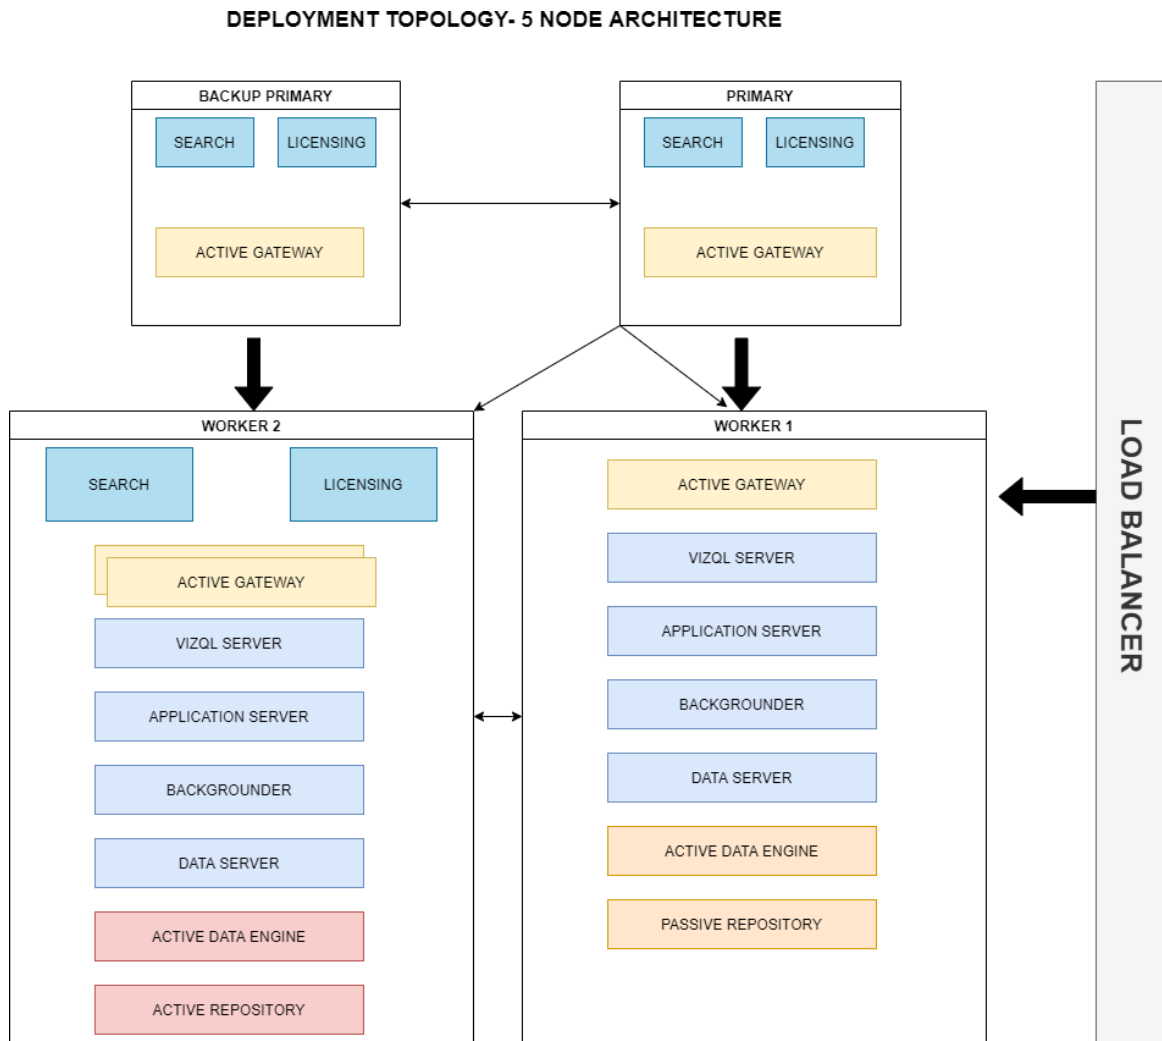 DEPLOYMENT TOPOLOGY- 5 NODE ARCHITECTURE
BACKUP PRIMARY
SEARCH
LICENSING
ACTIVE GATEWAY
PRIMARY
SEARCH
LICENSING
ACTIVE GATEWAY
WORKER 2
SEARCH
LICENSING
ACTIVE GATEWAY
VIZQL SERVER
APPLICATION SERVER
BACKGROUNDER
DATA SERVER
ACTIVE DATA ENGINE
ACTIVE REPOSITORY
WORKER 1
ACTIVE GATEWAY
VIZQL SERVER
APPLICATION SERVER
BACKGROUNDER
DATA SERVER
ACTIVE DATA ENGINE
PASSIVE REPOSITORY
LOAD BALANCER